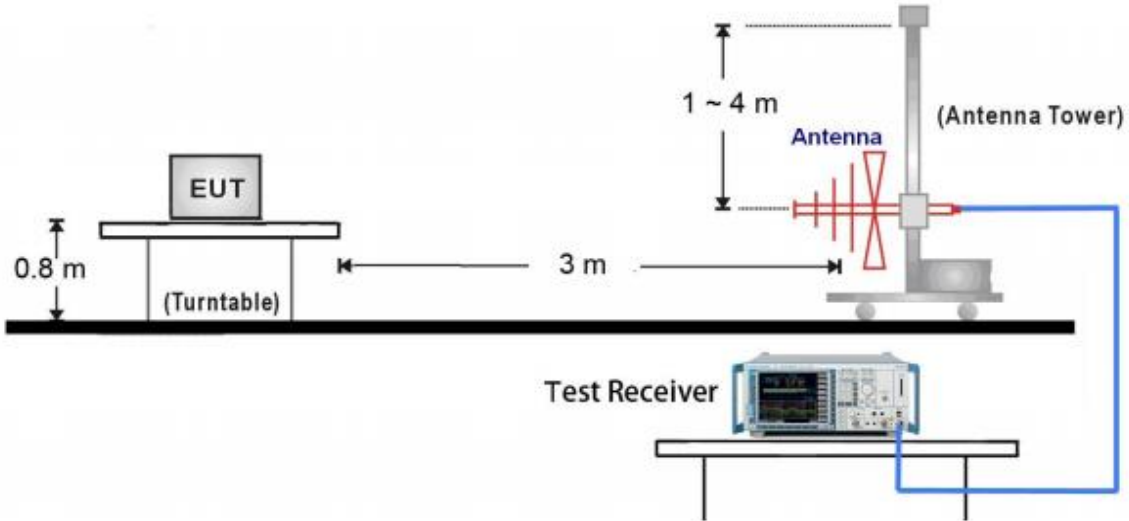 1 ~ 4 m
(Antenna Tower)
Antenna
EUT
0.8 m
3 m
(Turntable)
Test Receiver